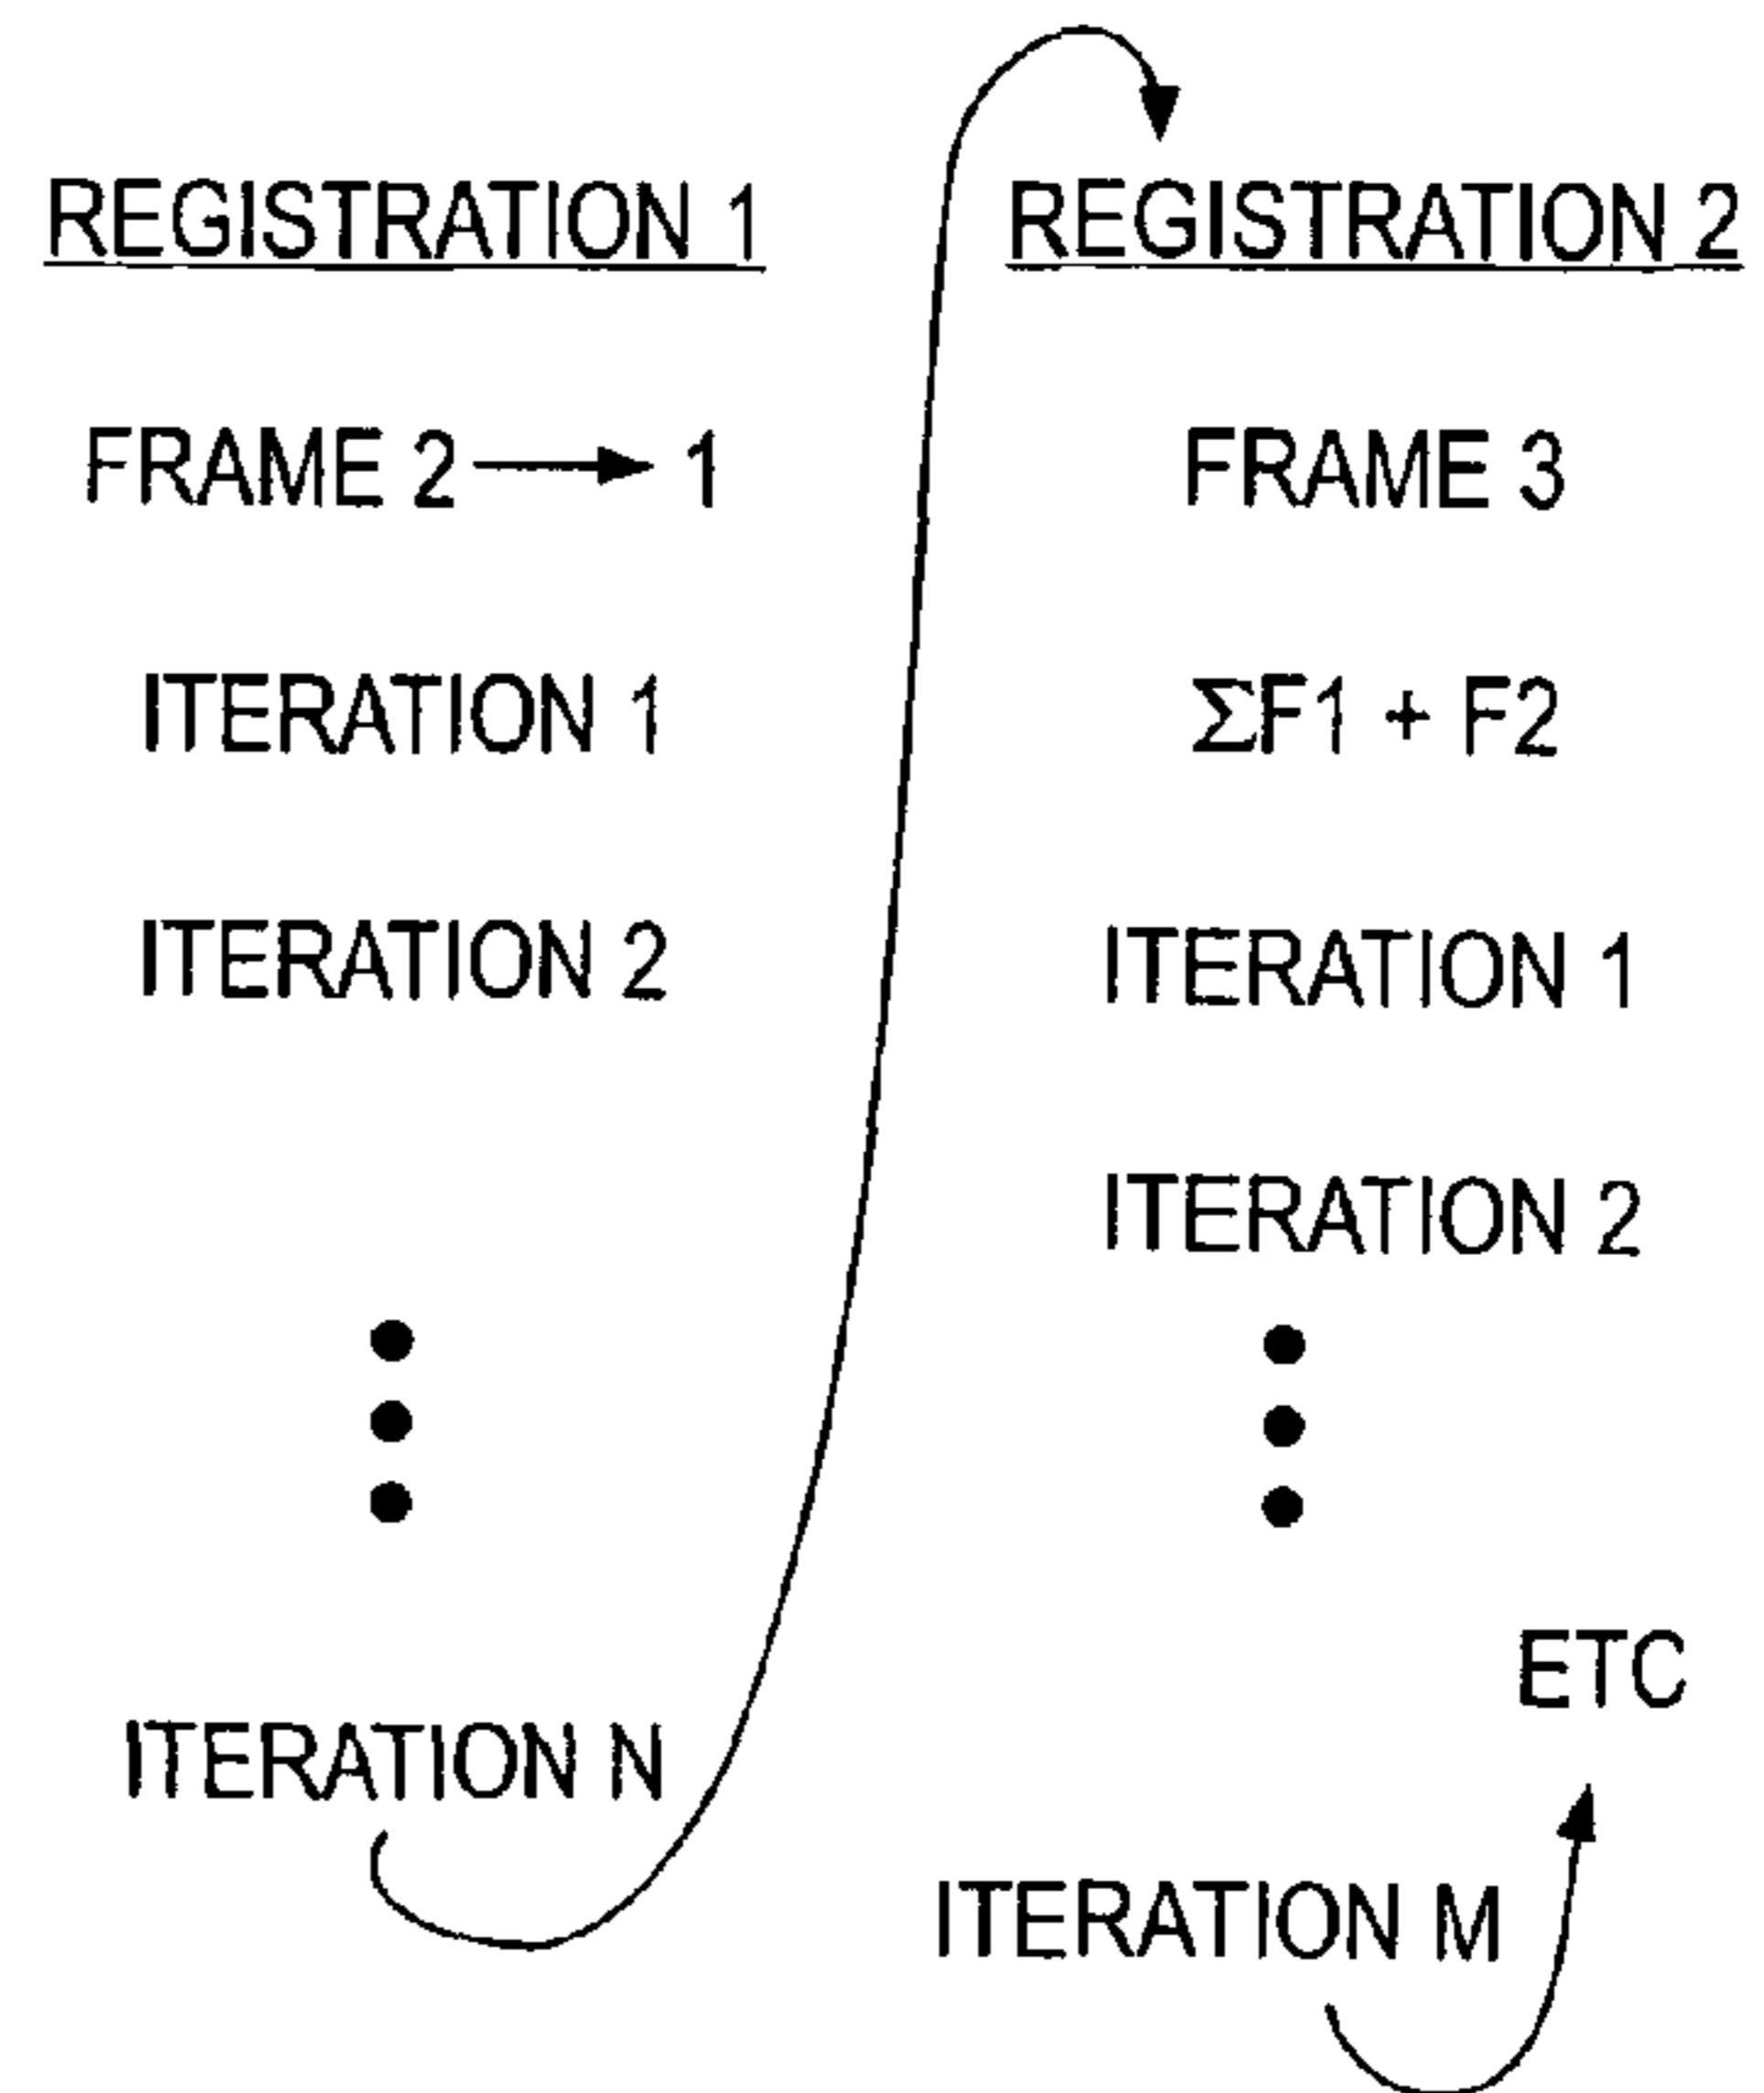 REGISTRATION 1
FRAME 2 → 1
ITERATION 1
ITERATION 2
ITERATION N
REGISTRATION 2
FRAME 3
ΣF1 + F2
ITERATION 1
ITERATION 2
ETC
ITERATION M